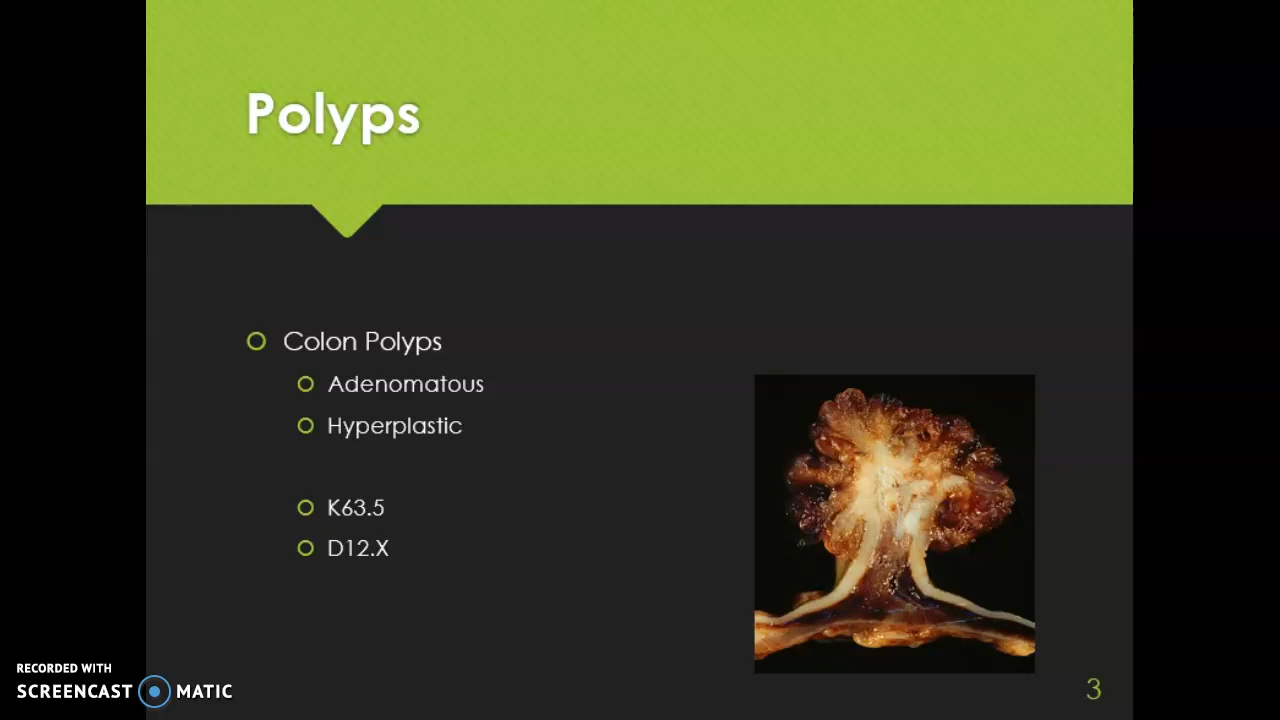 Polyps
Colon Polyps
Adenomatous
Hyperplastic
K63.5
D12.X
3
RECORDED WITH
SCREENCAST MATIC